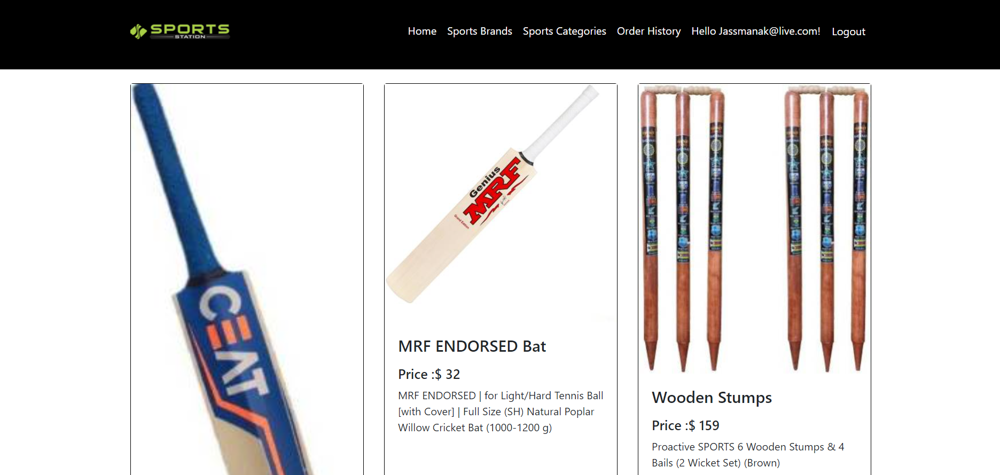 SPORTS
STATION
Home Sports Brands Sports Categories Order History Hello Jassmanak@live.com! Logout
CEAT
Genius
MRF
Grand Edition
MRF ENDORSED Bat
Price :$ 32
MRF ENDORSED | for Light/Hard Tennis Ball
[with Cover] | Full Size (SH) Natural Poplar
Willow Cricket Bat (1000-1200 g)
Wooden Stumps
Price :$ 159
Proactive SPORTS 6 Wooden Stumps & 4
Bails (2 Wicket Set) (Brown)